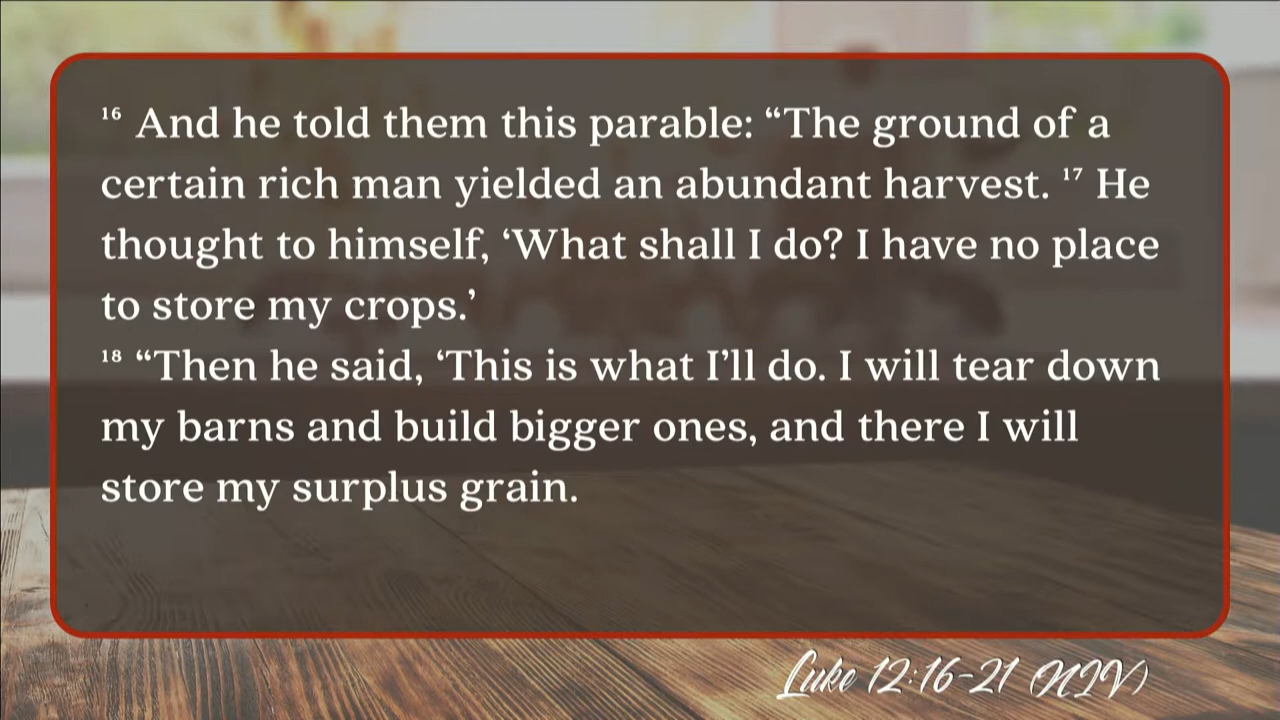 ¹⁶ And he told them this parable: “The ground of a
certain rich man yielded an abundant harvest. ¹⁷ He
thought to himself, ‘What shall I do? I have no place
to store my crops.’
¹⁸ “Then he said, ‘This is what I’ll do. I will tear down
my barns and build bigger ones, and there I will
store my surplus grain.
Luke 12:16-21 (NIV)